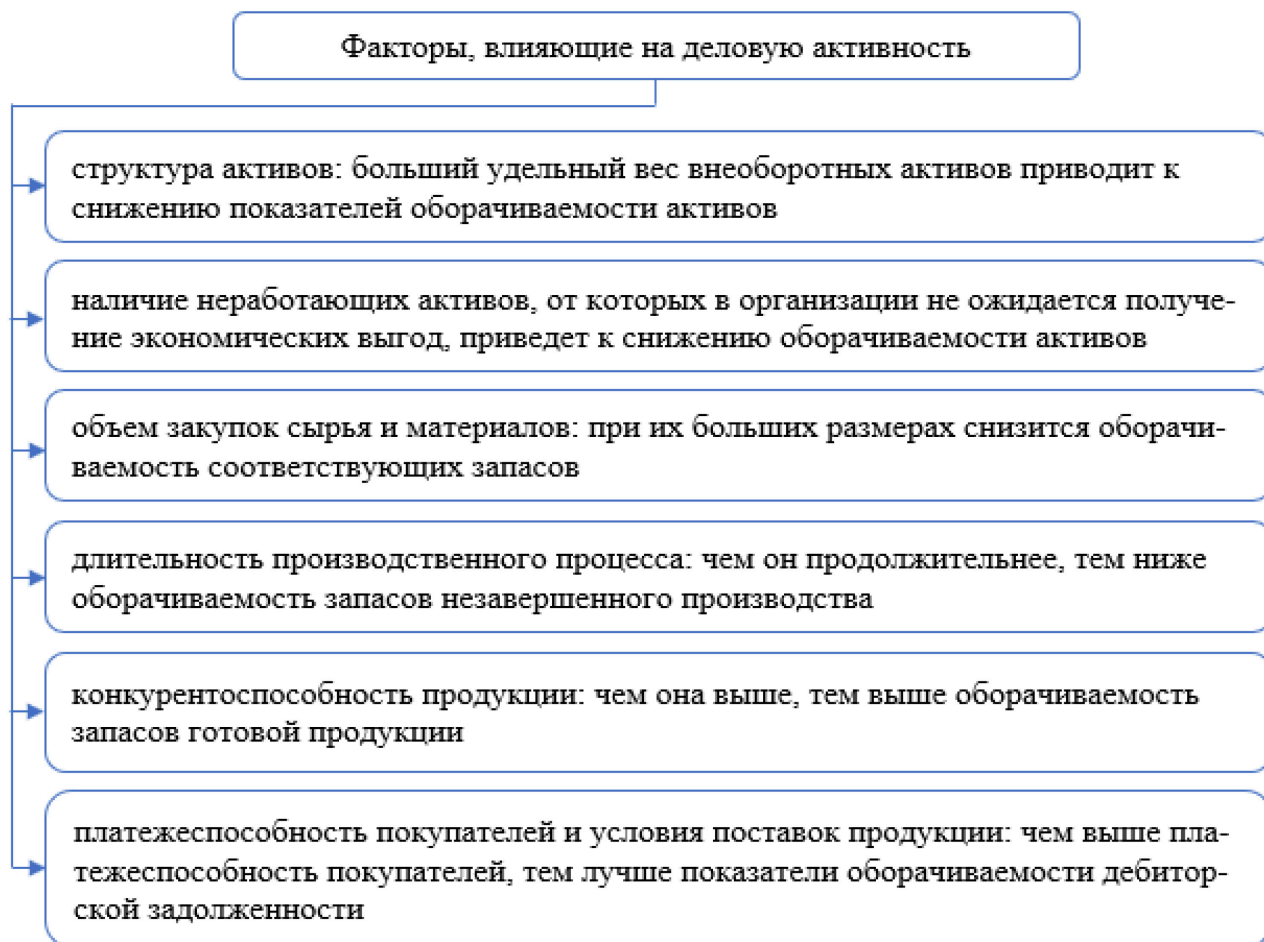 Факторы, влияющие на деловую активность
структура активов: больший удельный вес внеоборотных активов приводит к
снижению показателей оборачиваемости активов
наличие неработающих активов, от которых в организации не ожидается получе-
ние экономических выгод, приведет к снижению оборачиваемости активов
объем закупок сырья и материалов: при их больших размерах снизится оборачи-
ваемость соответствующих запасов
длительность производственного процесса: чем он продолжительнее, тем ниже
оборачиваемость запасов незавершенного производства
конкурентоспособность продукции: чем она выше, тем выше оборачиваемость
запасов готовой продукции
платежеспособность покупателей и условия поставок продукции: чем выше пла-
тежеспособность покупателей, тем лучше показатели оборачиваемости дебитор-
ской задолженности